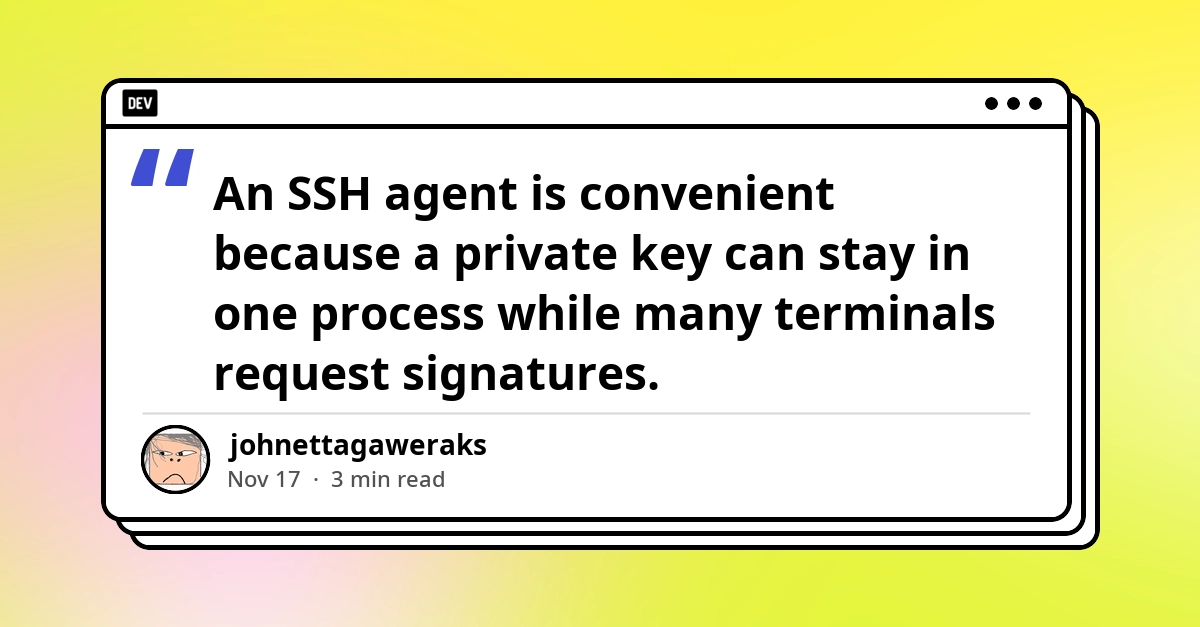 DEV
“
An SSH agent is convenient
because a private key can stay in
one process while many terminals
request signatures.
johnettagaweraks
Nov 17 · 3 min read